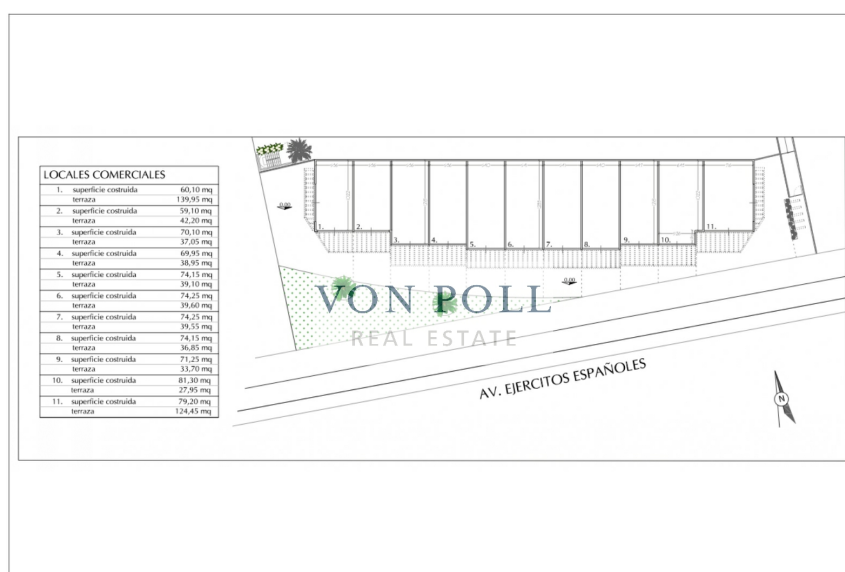 LOCALES COMERCIALES
1. superficie costruida 60,10 mq
terraza 139,95 mq
2. superficie costruida 59,10 mq
terraza 42,20 mq
3. superficie costruida 70,10 mq
terraza 37,05 mq
4. superficie costruida 69,95 mq
terraza 38,95 mq
5. superficie costruida 74,15 mq
terraza 39,10 mq
6. superficie costruida 74,25 mq
terraza 39,60 mq
7. superficie costruida 74,25 mq
terraza 39,55 mq
8. superficie costruida 74,15 mq
terraza 36,85 mq
9. superficie costruida 71,25 mq
terraza 33,70 mq
10. superficie costruida 81,30 mq
terraza 27,95 mq
11. superficie costruida 79,20 mq
terraza 124,45 mq
0.00
1. 2. 3. 4. 5. 6. 7. 8. 9. 10. 11.
0.00
VON POLL
REAL ESTATE
AV. EJERCITOS ESPAÑOLES
N